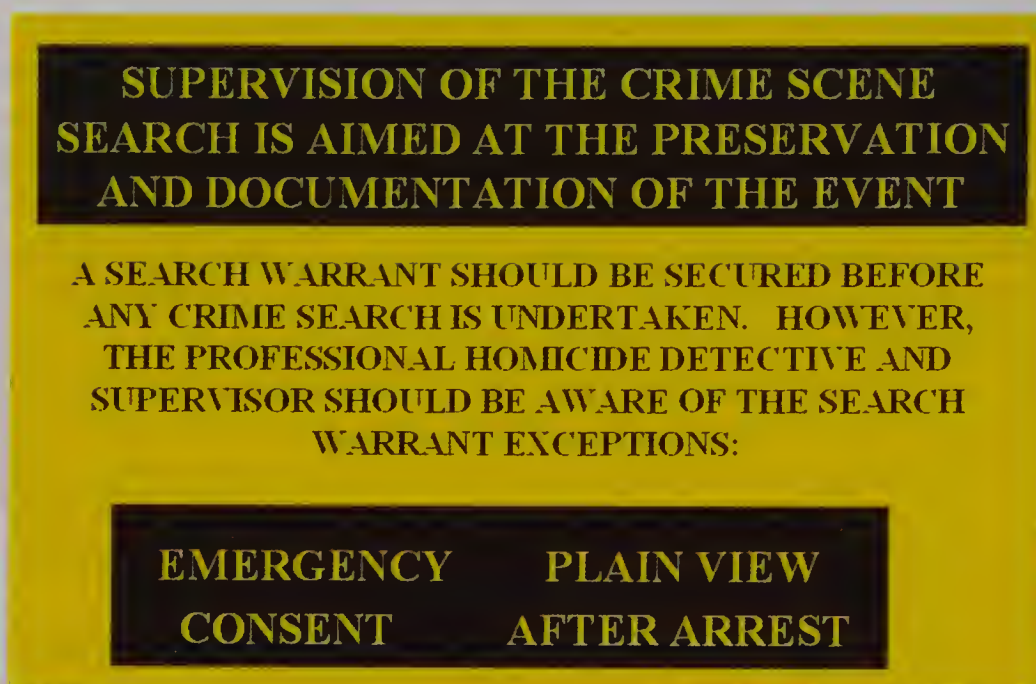 SUPERVISION OF THE CRIME SCENE
SEARCH IS AIMED AT THE PRESERVATION
AND DOCUMENTATION OF THE EVENT
A SEARCH WARRANT SHOULD BE SECURED BEFORE
ANY CRIME SEARCH IS UNDERTAKEN. HOWEVER,
THE PROFESSIONAL HOMICIDE DETECTIVE AND
SUPERVISOR SHOULD BE AWARE OF THE SEARCH
WARRANT EXCEPTIONS:
EMERGENCY PLAIN VIEW
CONSENT AFTER ARREST